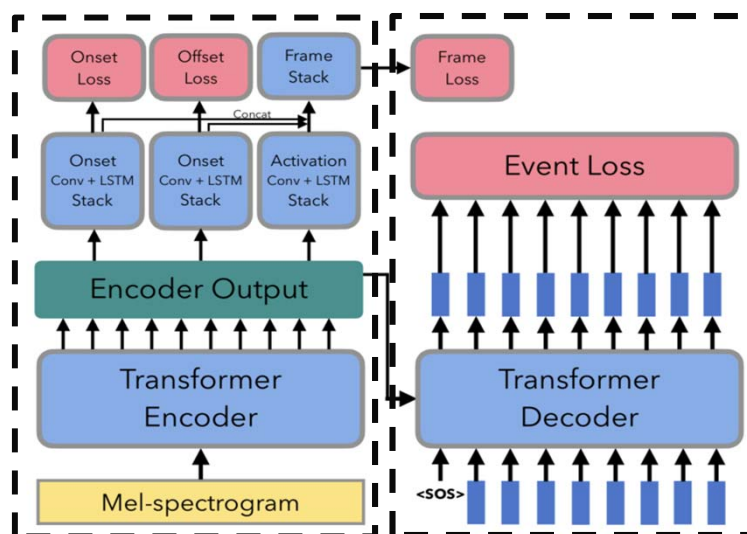 Onset
Loss
Offset
Loss
Frame
Stack
Frame
Loss
Concat
Onset
Conv + LSTM
Stack
Onset
Conv + LSTM
Stack
Activation
Conv + LSTM
Stack
Event Loss
Encoder Output
Transformer
Encoder
Transformer
Decoder
<SOS>
Mel-spectrogram